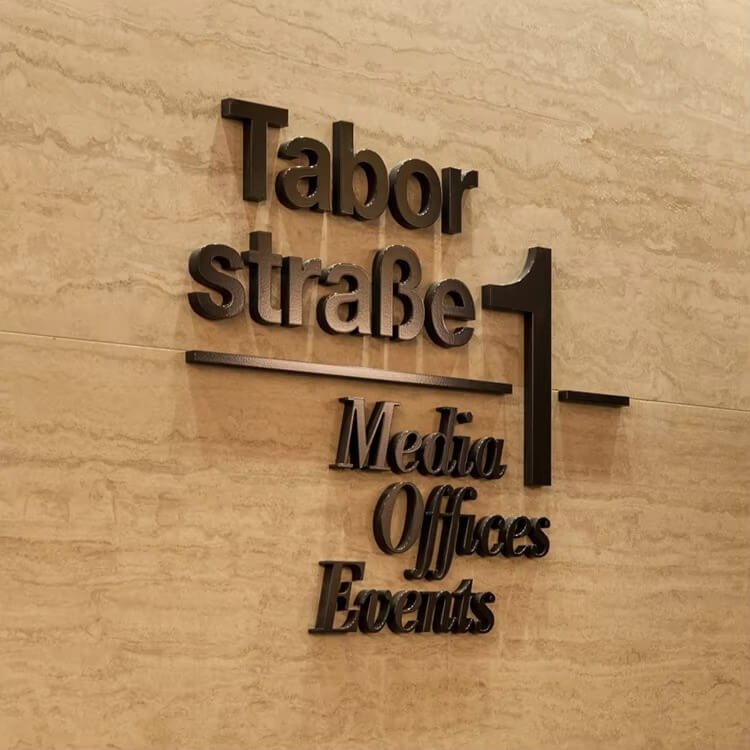 Tabor
straße 1
Media
Offices
Events